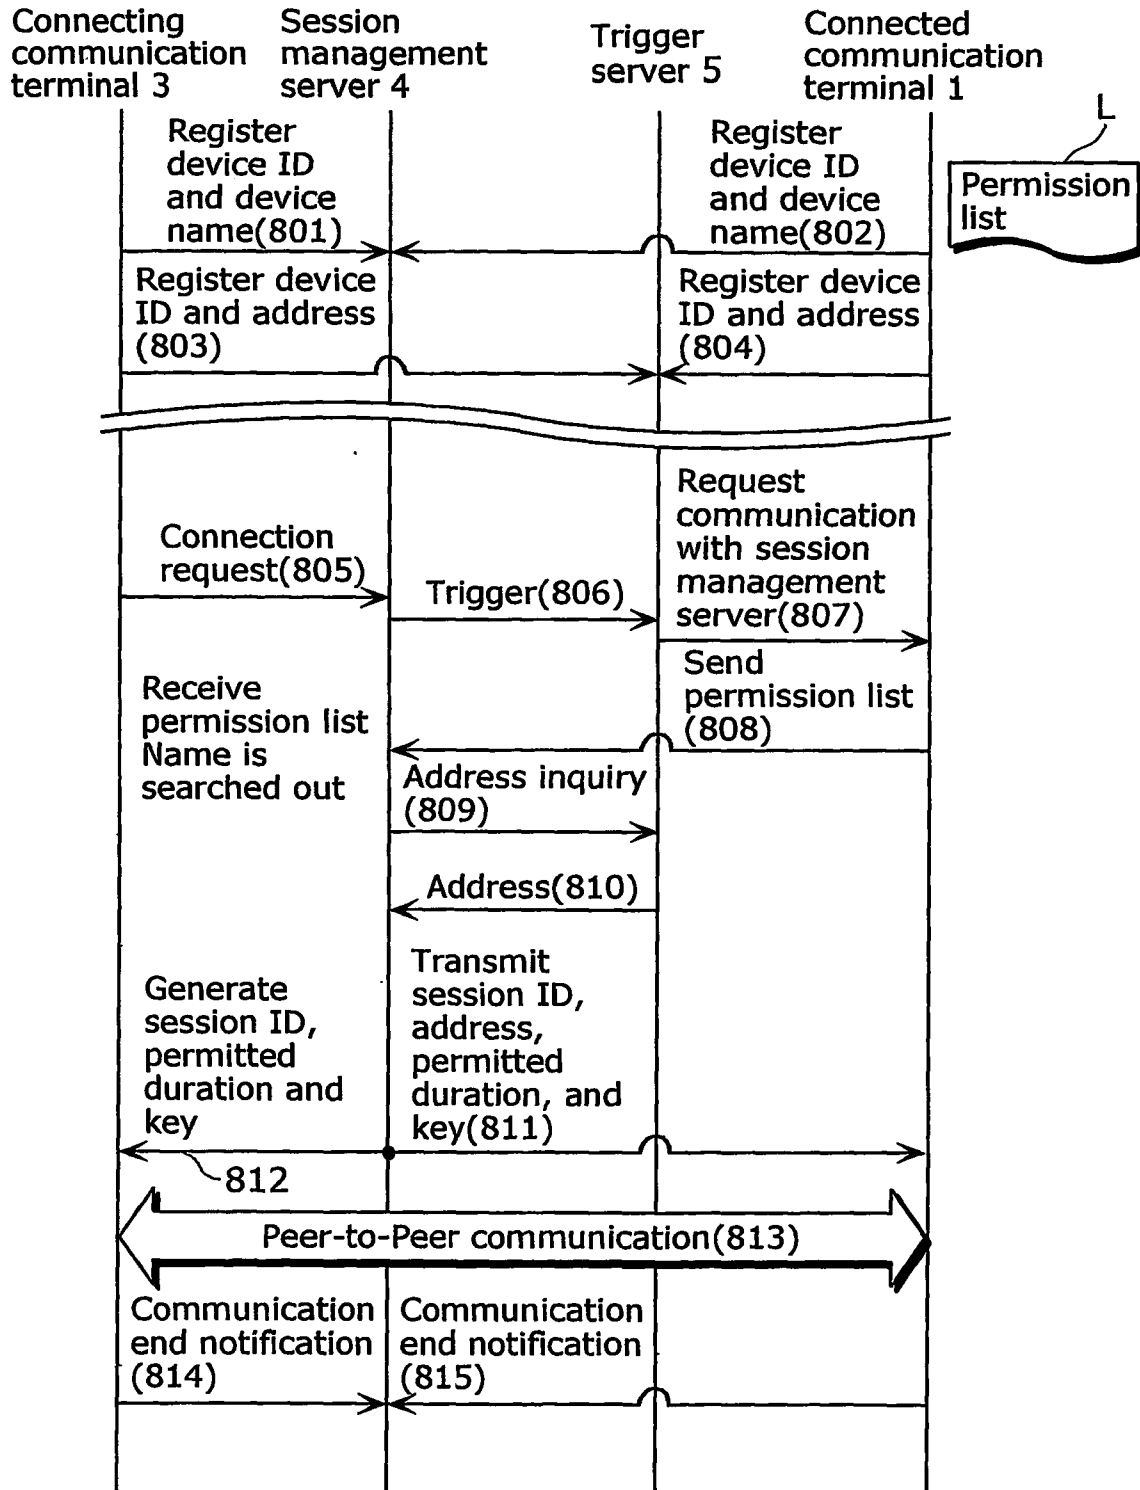 Connecting
communication
terminal 3
Session
management
server 4
Trigger
server 5
Connected
communication
terminal 1
L
Permission
list
Register
device ID
and device
name(801)
Register
device ID
and device
name(802)
Register device
ID and address
(803)
Register device
ID and address
(804)
Connection
request(805)
Trigger(806)
Request
communication
with session
management
server(807)
Send
permission list
(808)
Receive
permission list
Name is
searched out
Address inquiry
(809)
Address(810)
Generate
session ID,
permitted
duration and
key
Transmit
session ID,
address,
permitted
duration, and
key(811)
812
Peer-to-Peer communication(813)
Communication
end notification
(814)
Communication
end notification
(815)